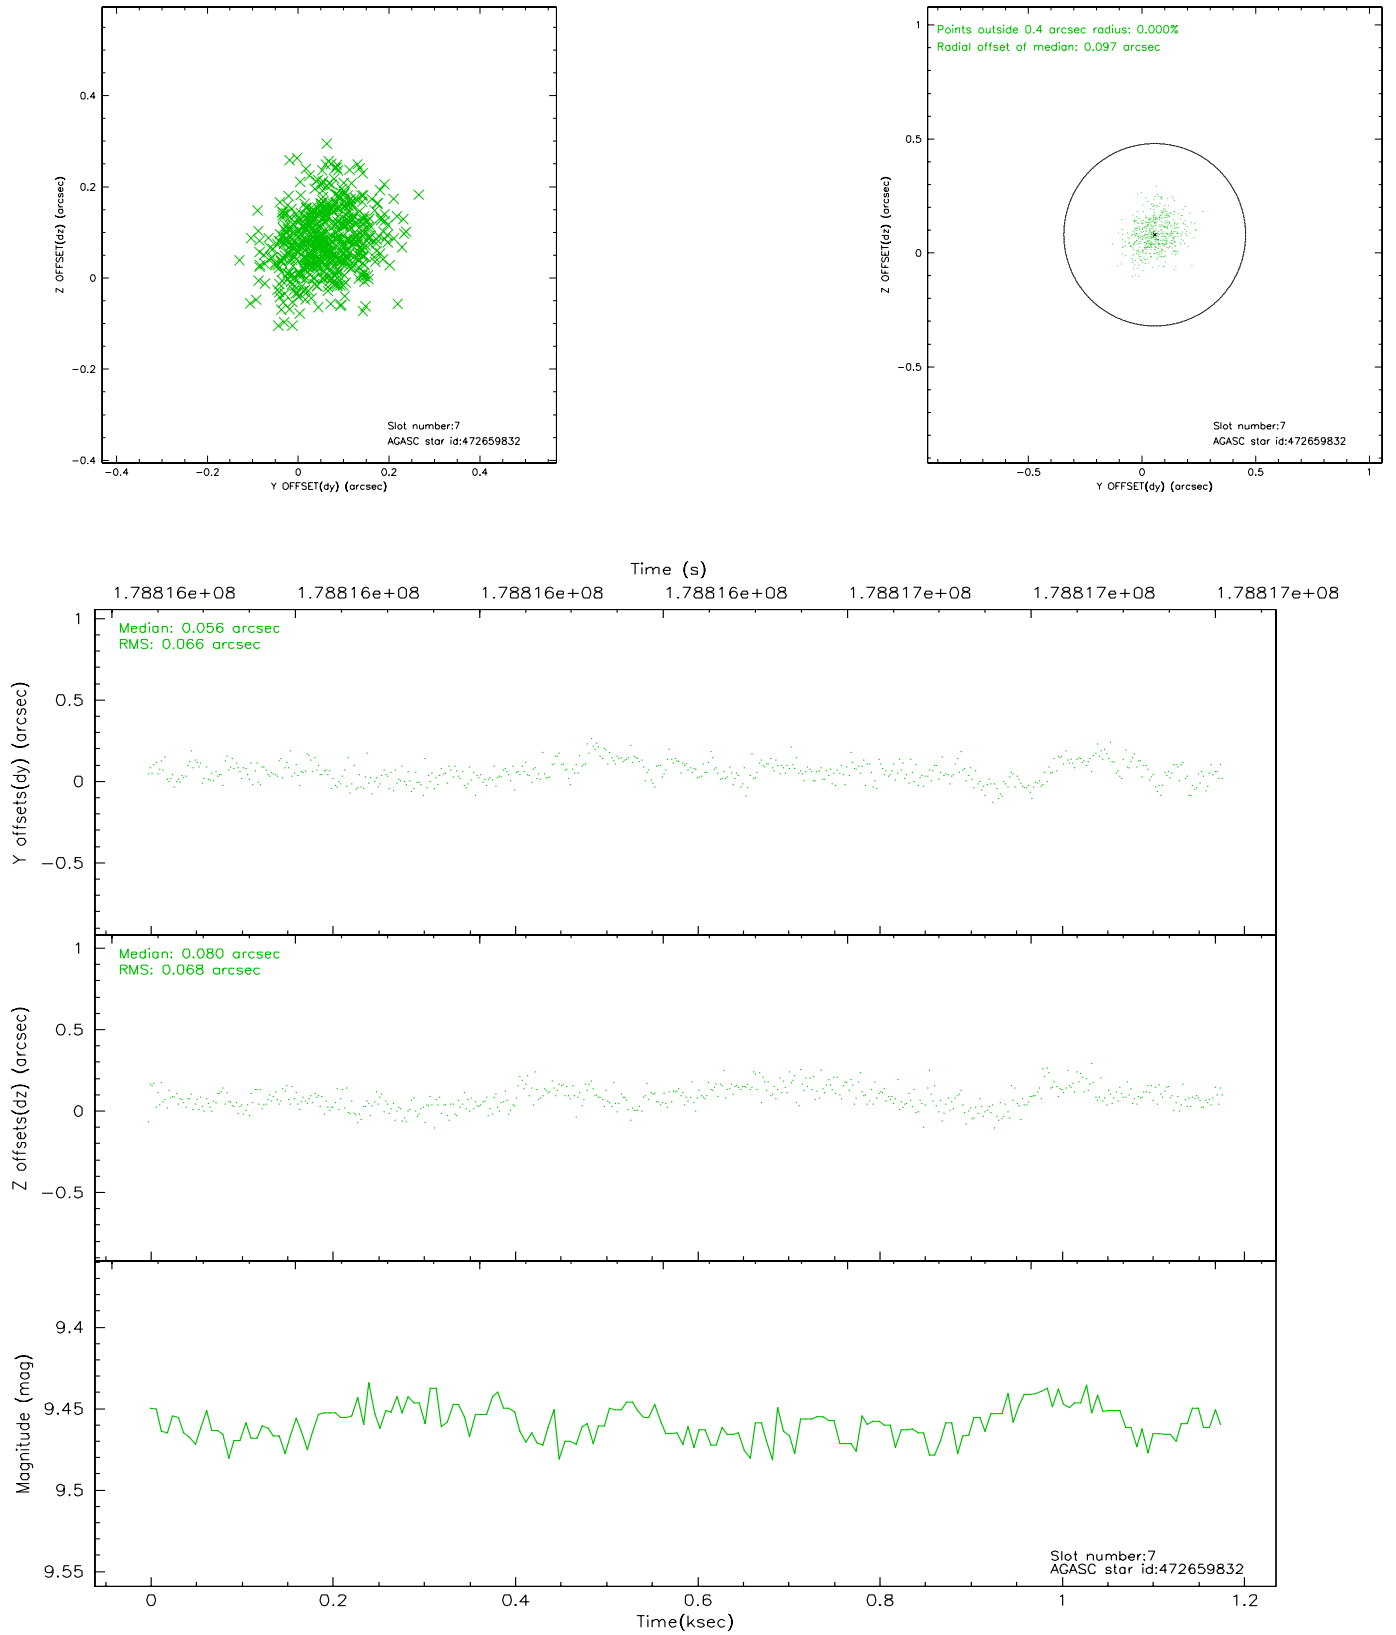 0.4
0.2
0
−0.2
−0.4
Z OFFSET(dz) (arcsec)
Slot number:7
AGASC star id:472659832
−0.4 −0.2 0 0.2 0.4
Y OFFSET(dy) (arcsec)
Points outside 0.4 arcsec radius: 0.000%
Radial offset of median: 0.097 arcsec
1
0.5
0
−0.5
Z OFFSET(dz) (arcsec)
Slot number:7
AGASC star id:472659832
−0.5 0 0.5 1
Y OFFSET(dy) (arcsec)
Time (s)
1.78816e+08 1.78816e+08 1.78816e+08 1.78816e+08 1.78817e+08 1.78817e+08 1.78817e+08
Median: 0.056 arcsec
RMS: 0.066 arcsec
1
0.5
0
−0.5
Y offsets(dy) (arcsec)
Median: 0.080 arcsec
RMS: 0.068 arcsec
1
0.5
0
−0.5
Z offsets(dz) (arcsec)
9.4
9.45
9.5
9.55
Magnitude (mag)
Slot number:7
AGASC star id:472659832
0 0.2 0.4 0.6 0.8 1 1.2
Time(ksec)